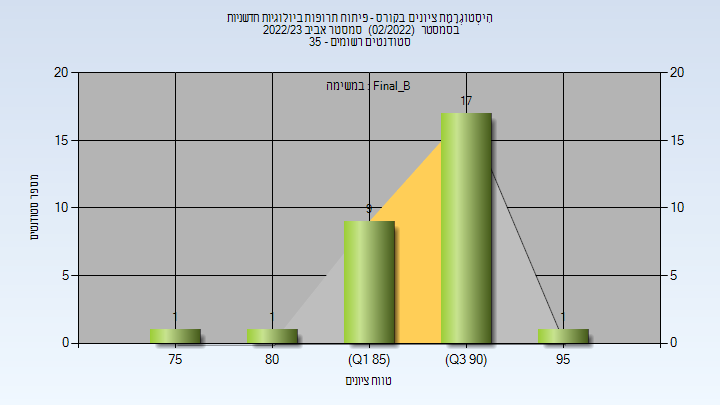 היסטוגרמת ציונים בקורס - פיתוח תרופות ביולוגיות חדשניות
בסמסטר (02/2022) סמסטר אביב 2022/23
סטודנטים רשומים - 35
במשימה : Final_B
מספר סטודנטים
20
15
10
5
0
20
15
10
5
0
1
1
9
17
1
75
80
(Q1 85)
(Q3 90)
95
טווח ציונים